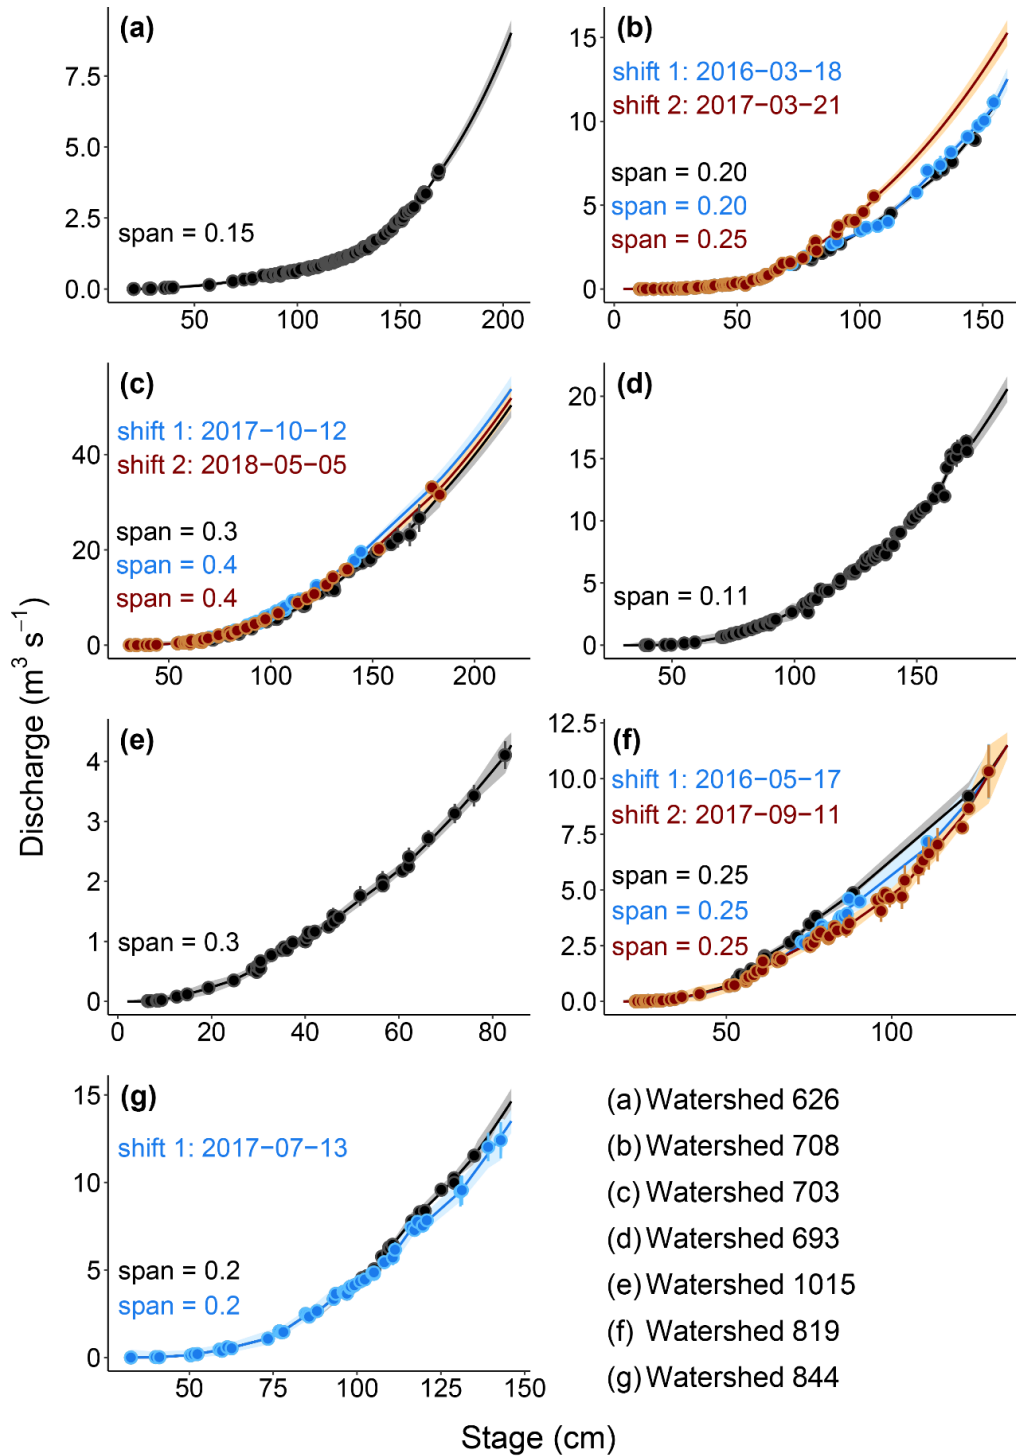 (a)
7.5
5.0
2.5
0.0
span = 0.15
50
100
150
200
(b)
15
10
5
0
shift 1: 2016−03−18
shift 2: 2017−03−21
span = 0.20
span = 0.20
span = 0.25
0
50
100
150
(c)
40
20
0
shift 1: 2017−10−12
shift 2: 2018−05−05
span = 0.3
span = 0.4
span = 0.4
50
100
150
200
(d)
20
15
10
5
0
span = 0.11
50
100
150
Discharge (m³ s⁻¹)
(e)
4
3
2
1
0
span = 0.3
0
20
40
60
80
(f)
12.5
10.0
7.5
5.0
2.5
0.0
shift 1: 2016−05−17
shift 2: 2017−09−11
span = 0.25
span = 0.25
span = 0.25
50
100
(g)
15
10
5
0
shift 1: 2017−07−13
span = 0.2
span = 0.2
50
75
100
125
150
(a) Watershed 626
(b) Watershed 708
(c) Watershed 703
(d) Watershed 693
(e) Watershed 1015
(f) Watershed 819
(g) Watershed 844
Stage (cm)